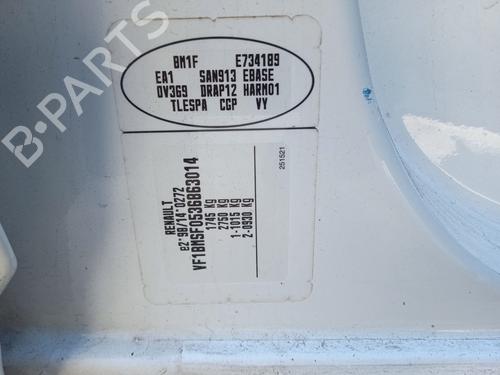 BM1F E734189
EA1 SAN913 EBASE
OV369 DRAP12 HARM01
TLESPA CGP VY
RENAULT
e2*98/14*0272
VF1BMSF0536863014
1745 Kg
2750 Kg
1-1015 Kg
2-0930 Kg
251521
B-PARTS